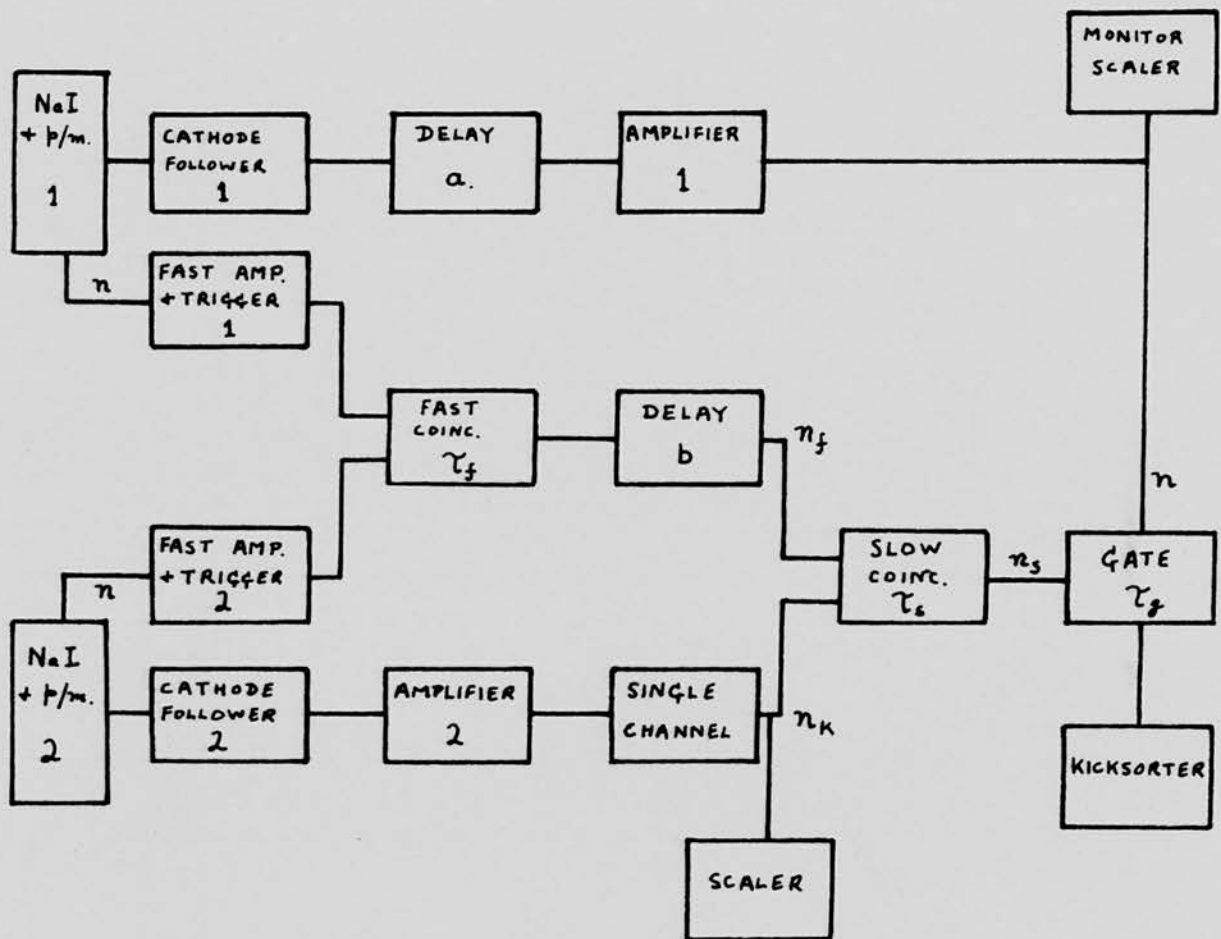 MONITOR
SCALER
NaI
+ p/m.
1
CATHODE
FOLLOWER
1
DELAY
a.
AMPLIFIER
1
n
FAST AMP.
+ TRIGGER
1
FAST
COINC.
τf
DELAY
b
nf
n
FAST AMP.
+ TRIGGER
2
n
SLOW
COINC.
τs
ns
GATE
τg
NaI
+ p/m.
2
CATHODE
FOLLOWER
2
AMPLIFIER
2
SINGLE
CHANNEL
nK
KICKSORTER
SCALER